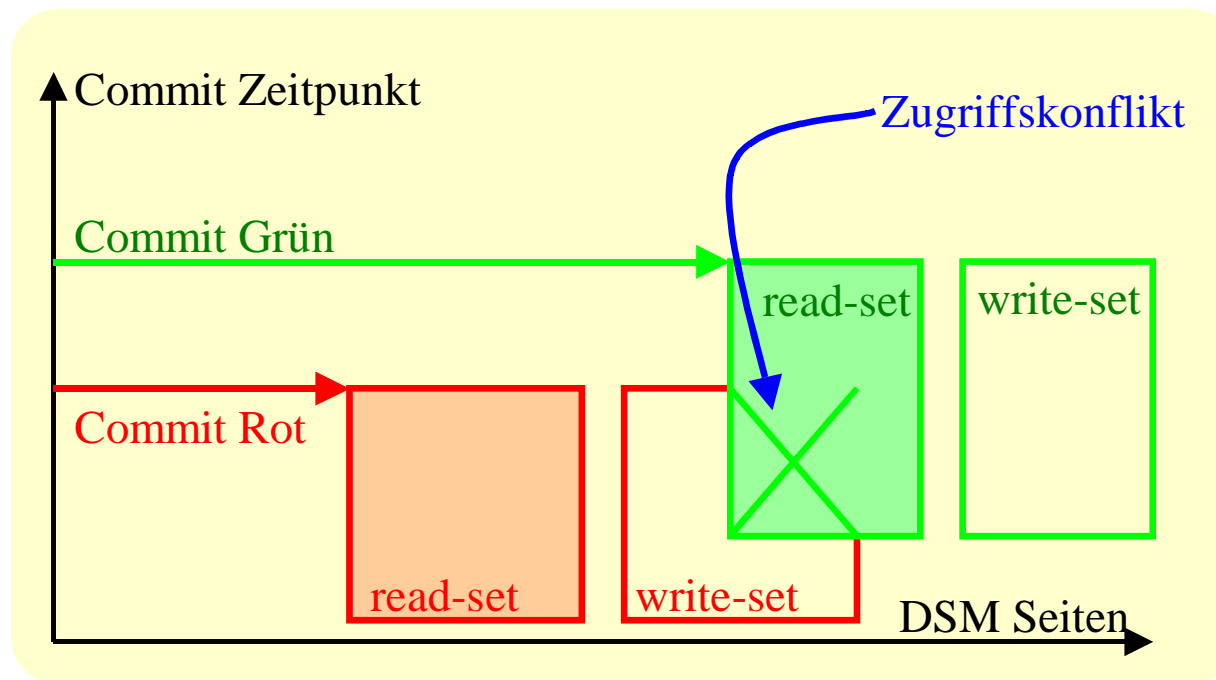 Commit Zeitpunkt
Zugriffskonflikt
Commit Grün
read-set
write-set
Commit Rot
read-set
write-set
DSM Seiten